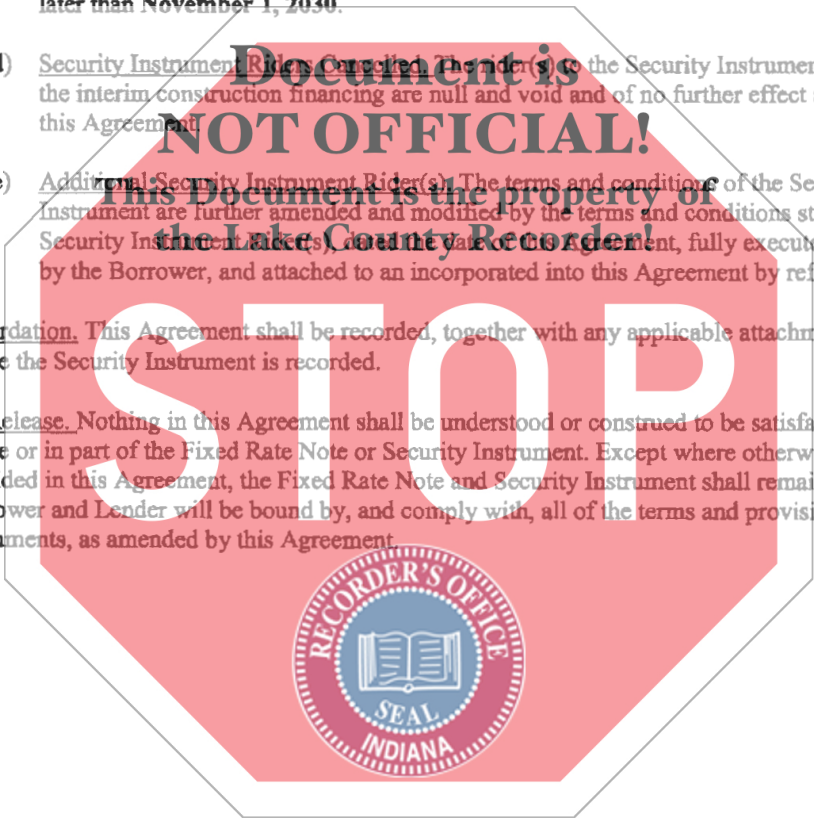 later than November 1, 2030.
Document is
d) Security Instrument Riders Cancelled. The rider(s) to the Security Instrumen
the interim construction financing are null and void and of no further effect
this Agreement.
NOT OFFICIAL!
e) Additional Security Instrument Rider(s). The terms and conditions of the Se
This Document is the property of
Instrument are further amended and modified by the terms and conditions st
the Lake County Recorder!
Security Instrument Rider(s), dated the date of this Agreement, fully execute
by the Borrower, and attached to an incorporated into this Agreement by ref
rdation. This Agreement shall be recorded, together with any applicable attachm
e the Security Instrument is recorded.
STOP
elease. Nothing in this Agreement shall be understood or construed to be satisfa
e or in part of the Fixed Rate Note or Security Instrument. Except where otherw
ded in this Agreement, the Fixed Rate Note and Security Instrument shall remai
ower and Lender will be bound by, and comply with, all of the terms and provisi
ments, as amended by this Agreement.
RECORDER'S OFFICE
SEAL
INDIANA